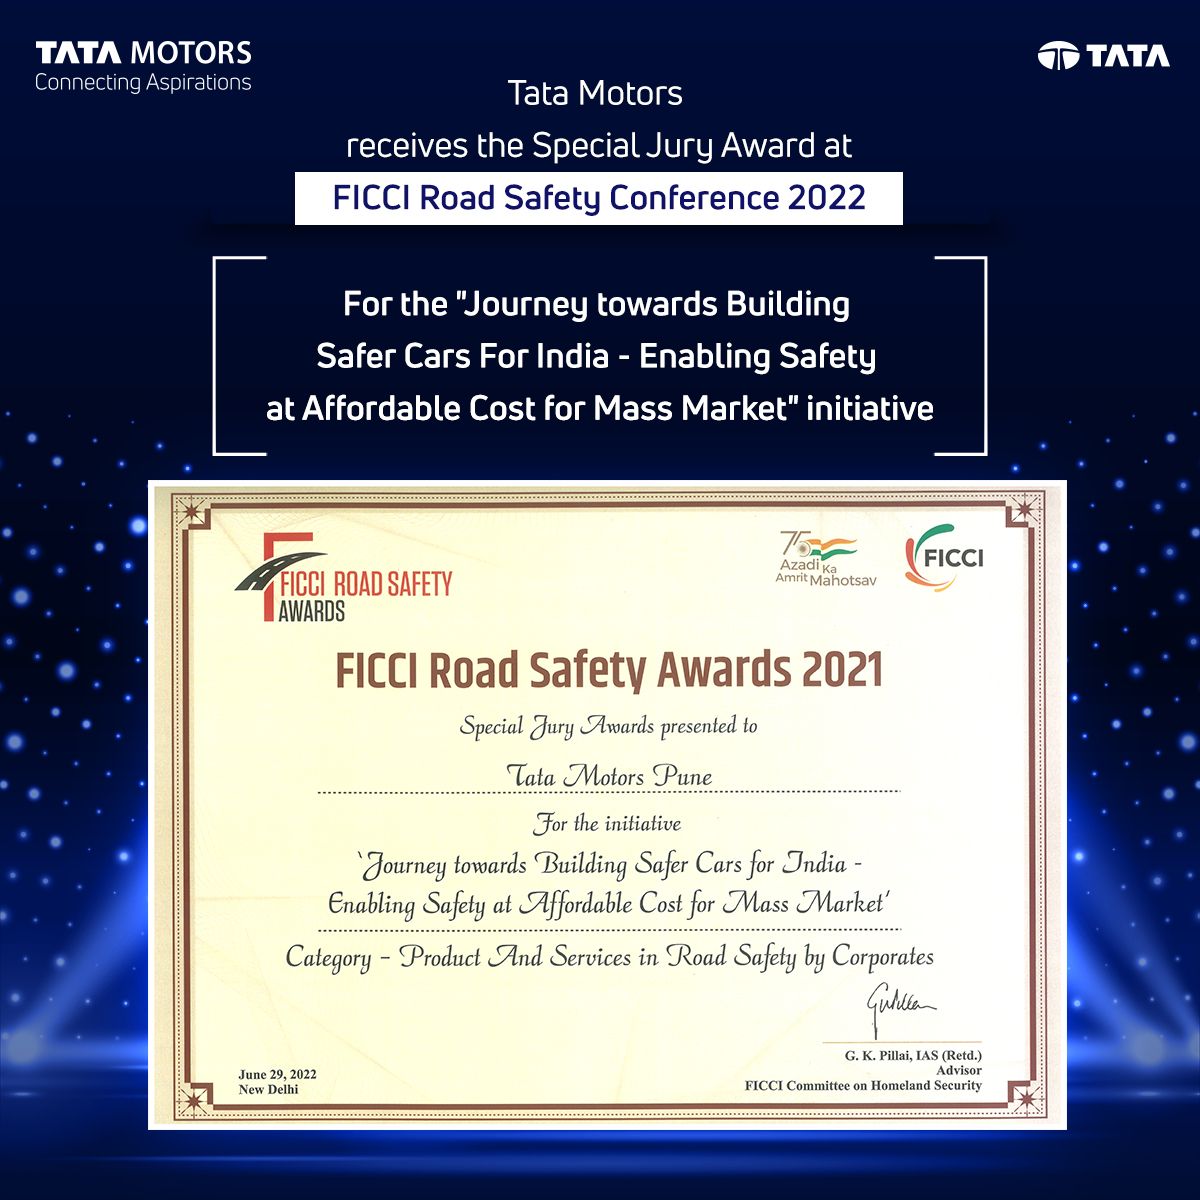 TATA MOTORS
Connecting Aspirations
TATA
Tata Motors
receives the Special Jury Award at
FICCI Road Safety Conference 2022
For the "Journey towards Building
Safer Cars For India - Enabling Safety
at Affordable Cost for Mass Market" initiative
FICCI ROAD SAFETY
AWARDS
75
Azadi Ka
Amrit Mahotsav
FICCI
FICCI Road Safety Awards 2021
Special Jury Awards presented to
Tata Motors Pune
For the initiative
'Journey towards Building Safer Cars for India -
Enabling Safety at Affordable Cost for Mass Market'
Category - Product And Services in Road Safety by Corporates
G. K. Pillai, IAS (Retd.)
Advisor
FICCI Committee on Homeland Security
June 29, 2022
New Delhi